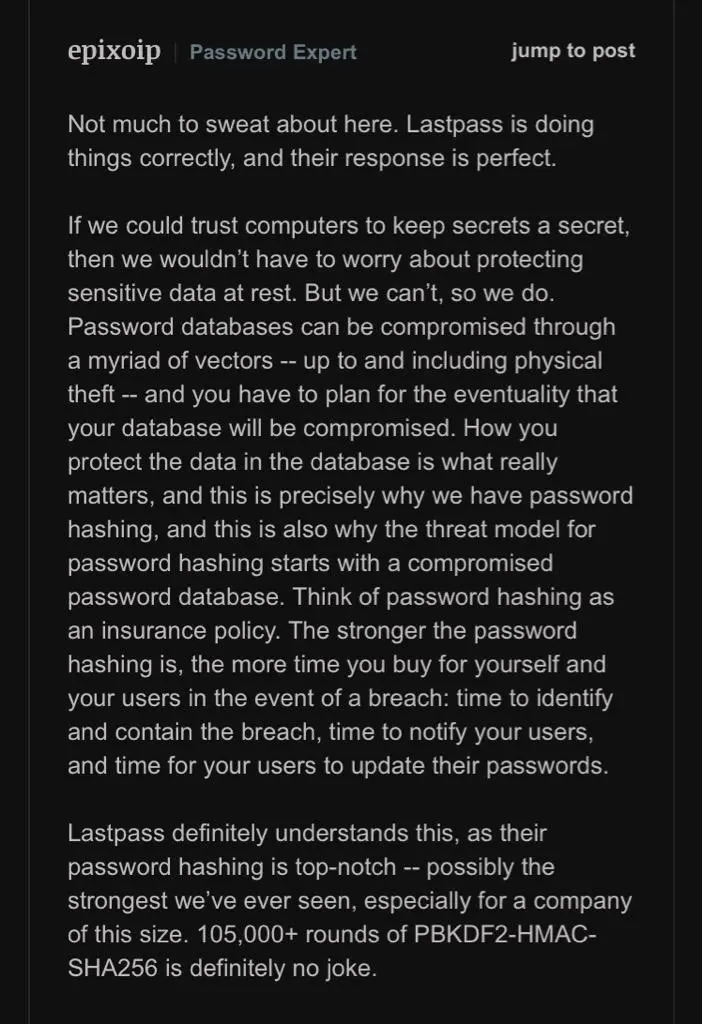 epixoip | Password Expert jump to post
Not much to sweat about here. Lastpass is doing
things correctly, and their response is perfect.
If we could trust computers to keep secrets a secret,
then we wouldn’t have to worry about protecting
sensitive data at rest. But we can’t, so we do.
Password databases can be compromised through
a myriad of vectors -- up to and including physical
theft -- and you have to plan for the eventuality that
your database will be compromised. How you
protect the data in the database is what really
matters, and this is precisely why we have password
hashing, and this is also why the threat model for
password hashing starts with a compromised
password database. Think of password hashing as
an insurance policy. The stronger the password
hashing is, the more time you buy for yourself and
your users in the event of a breach: time to identify
and contain the breach, time to notify your users,
and time for your users to update their passwords.
Lastpass definitely understands this, as their
password hashing is top-notch -- possibly the
strongest we’ve ever seen, especially for a company
of this size. 105,000+ rounds of PBKDF2-HMAC-
SHA256 is definitely no joke.